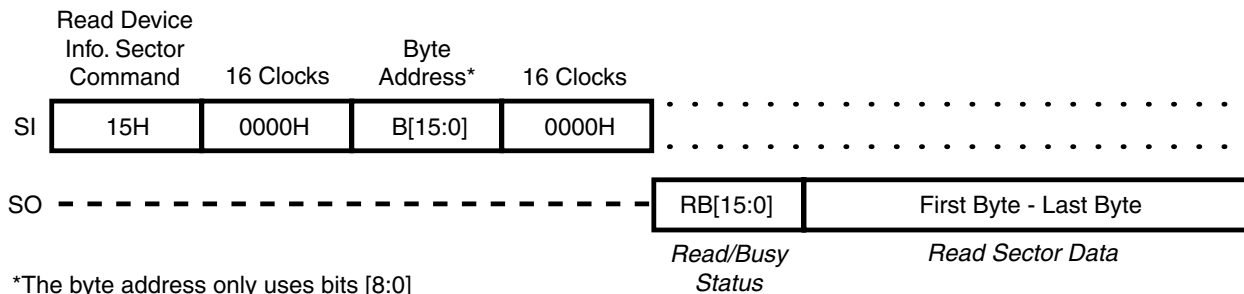 Read Device
Info. Sector
Command
16 Clocks
Byte
Address*
16 Clocks
SI
15H
0000H
B[15:0]
0000H
SO
RB[15:0]
First Byte - Last Byte
Read/Busy
Status
Read Sector Data
*The byte address only uses bits [8:0]